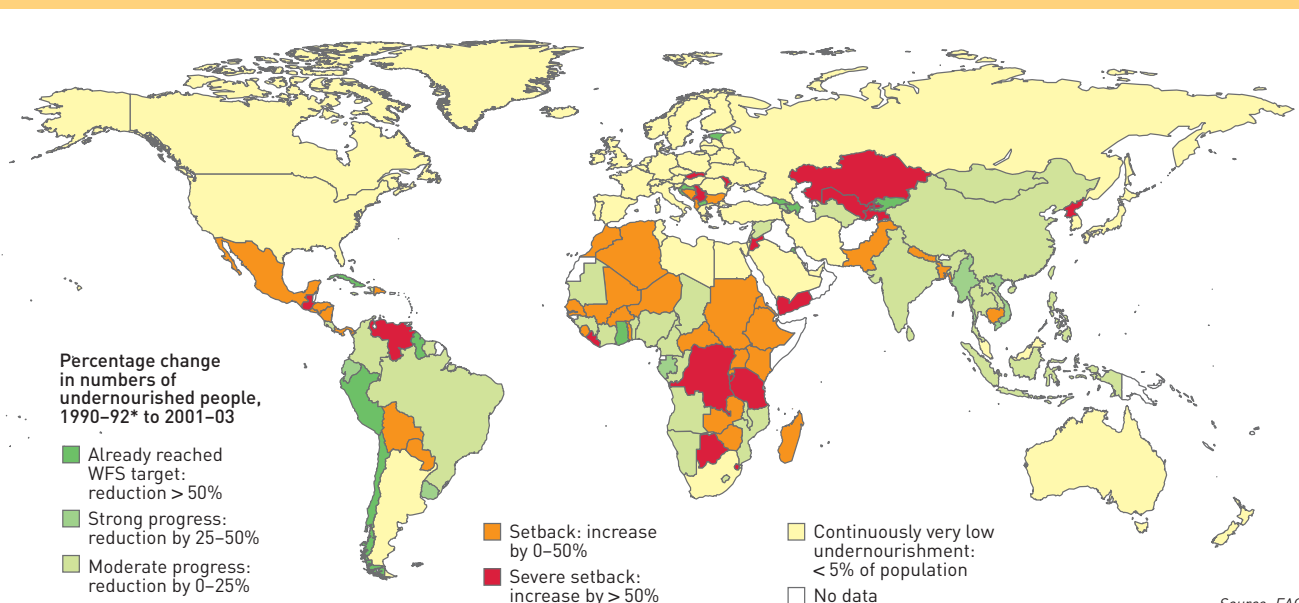 Percentage change
in numbers of
undernourished people,
1990–92* to 2001–03
Already reached
WFS target:
reduction > 50%
Strong progress:
reduction by 25–50%
Moderate progress:
reduction by 0–25%
Setback: increase
by 0–50%
Severe setback:
increase by > 50%
Continuously very low
undernourishment:
< 5% of population
No data
Source: FAO